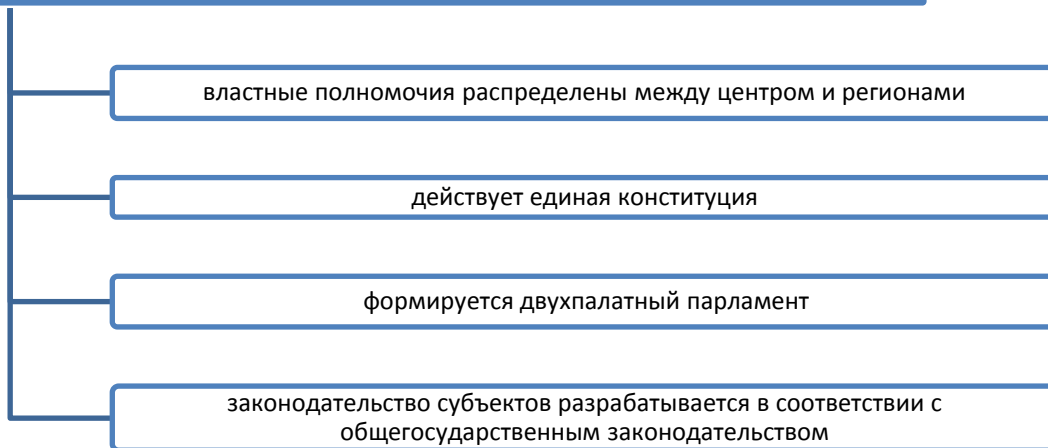 властные полномочия распределены между центром и регионами
действует единая конституция
формируется двухпалатный парламент
законодательство субъектов разрабатывается в соответствии с
общегосударственным законодательством